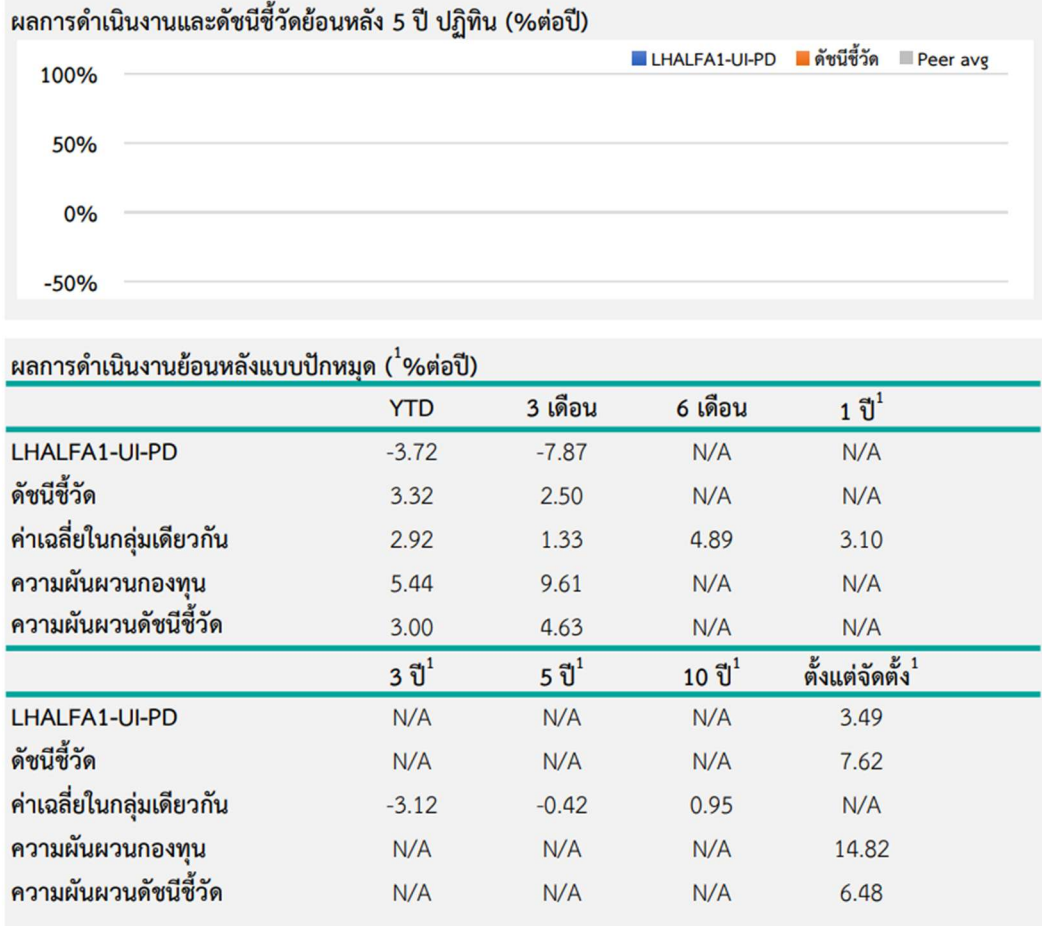 ผลการดำเนินงานและดัชนีชี้วัดย้อนหลัง 5 ปี ปฏิทิน (%ต่อปี)
LHALFA1-UI-PD ดัชนีชี้วัด Peer avg
100%
50%
0%
-50%
ผลการดำเนินงานย้อนหลังแบบปักหมุด (¹%ต่อปี)
YTD 3 เดือน 6 เดือน 1 ปี¹
LHALFA1-UI-PD -3.72 -7.87 N/A N/A
ดัชนีชี้วัด 3.32 2.50 N/A N/A
ค่าเฉลี่ยในกลุ่มเดียวกัน 2.92 1.33 4.89 3.10
ความผันผวนกองทุน 5.44 9.61 N/A N/A
ความผันผวนดัชนีชี้วัด 3.00 4.63 N/A N/A
3 ปี¹ 5 ปี¹ 10 ปี¹ ตั้งแต่จัดตั้ง¹
LHALFA1-UI-PD N/A N/A N/A 3.49
ดัชนีชี้วัด N/A N/A N/A 7.62
ค่าเฉลี่ยในกลุ่มเดียวกัน -3.12 -0.42 0.95 N/A
ความผันผวนกองทุน N/A N/A N/A 14.82
ความผันผวนดัชนีชี้วัด N/A N/A N/A 6.48